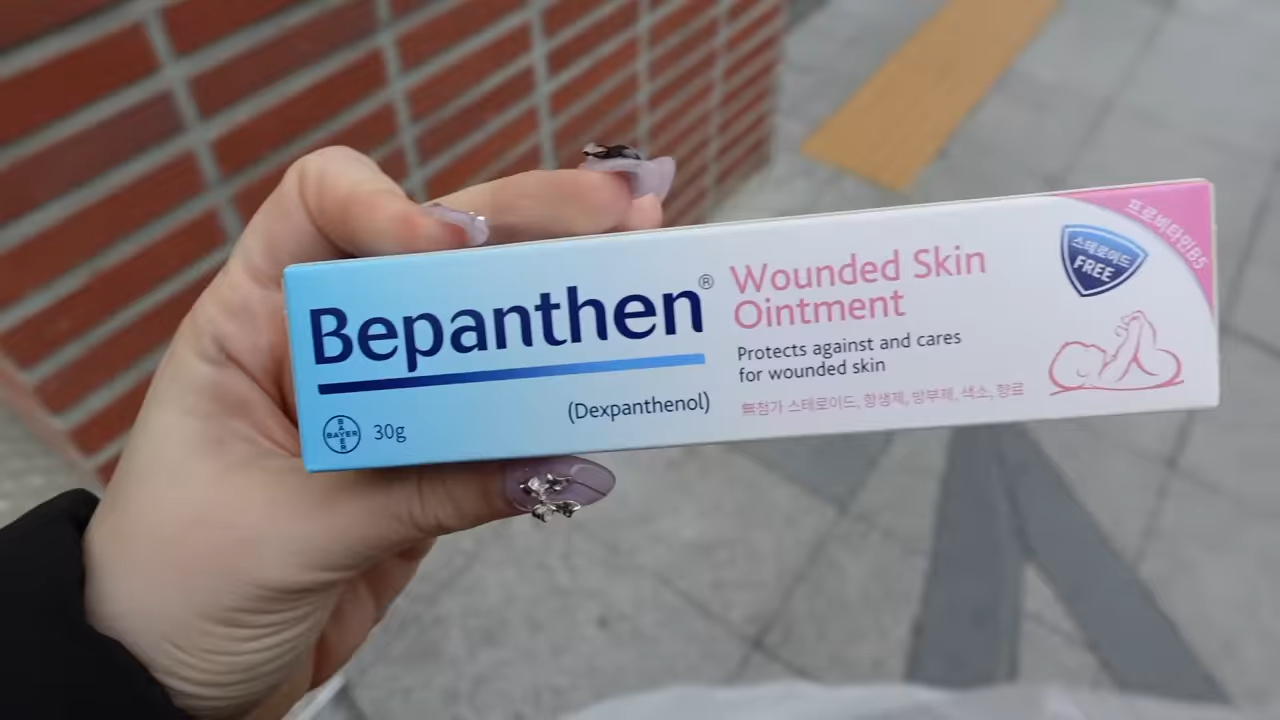 Bepanthen®
(Dexpanthenol)
BAYER
BAYER
30g
Wounded Skin
Ointment
Protects against and cares
for wounded skin
無첨가 스테로이드, 항생제, 방부제, 색소, 향료
스테로이드
FREE
프로비타민B5